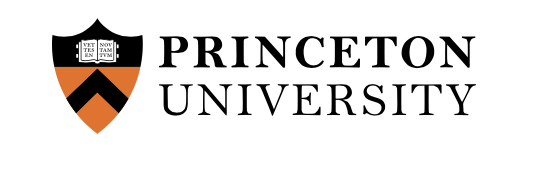 VET NOV
TES TAM
EN TVM
PRINCETON
UNIVERSITY